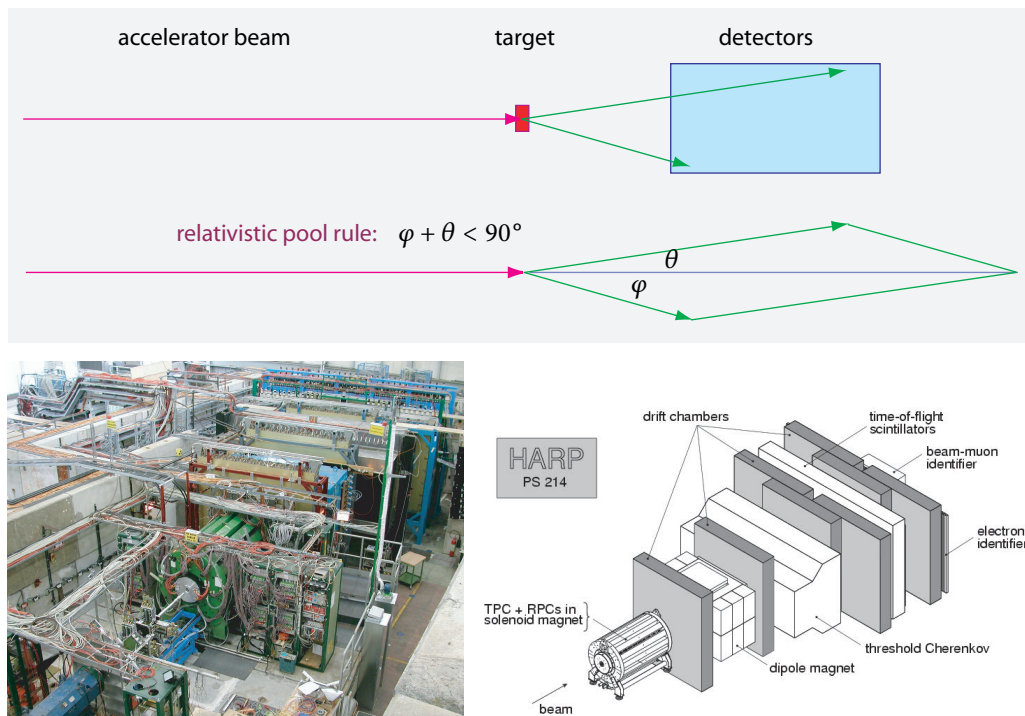 accelerator beam
target
detectors
relativistic pool rule: φ + θ < 90°
θ
φ
drift chambers
time-of-flight
scintillators
beam-muon
identifier
HARP
PS 214
electron
identifier
TPC + RPCs in
solenoid magnet
threshold Cherenkov
dipole magnet
beam